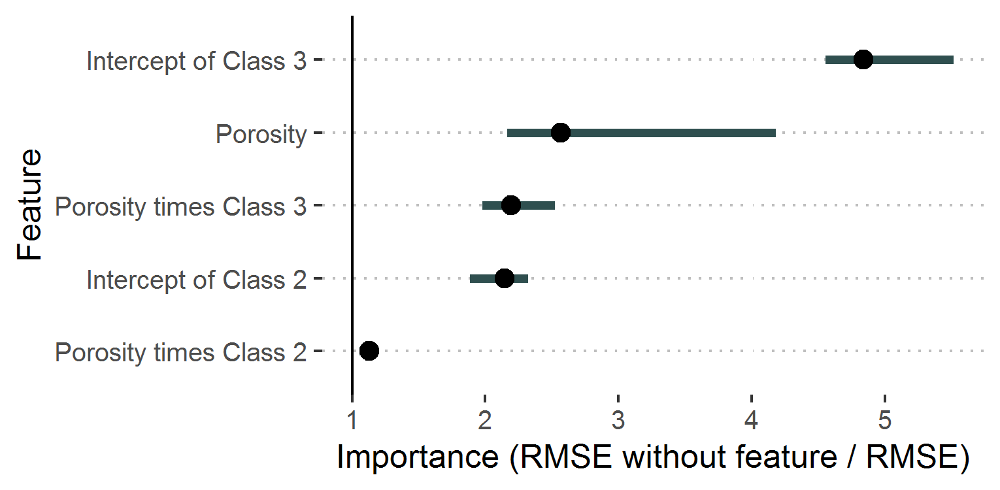 Feature
Intercept of Class 3
Porosity
Porosity times Class 3
Intercept of Class 2
Porosity times Class 2
1 2 3 4 5
Importance (RMSE without feature / RMSE)